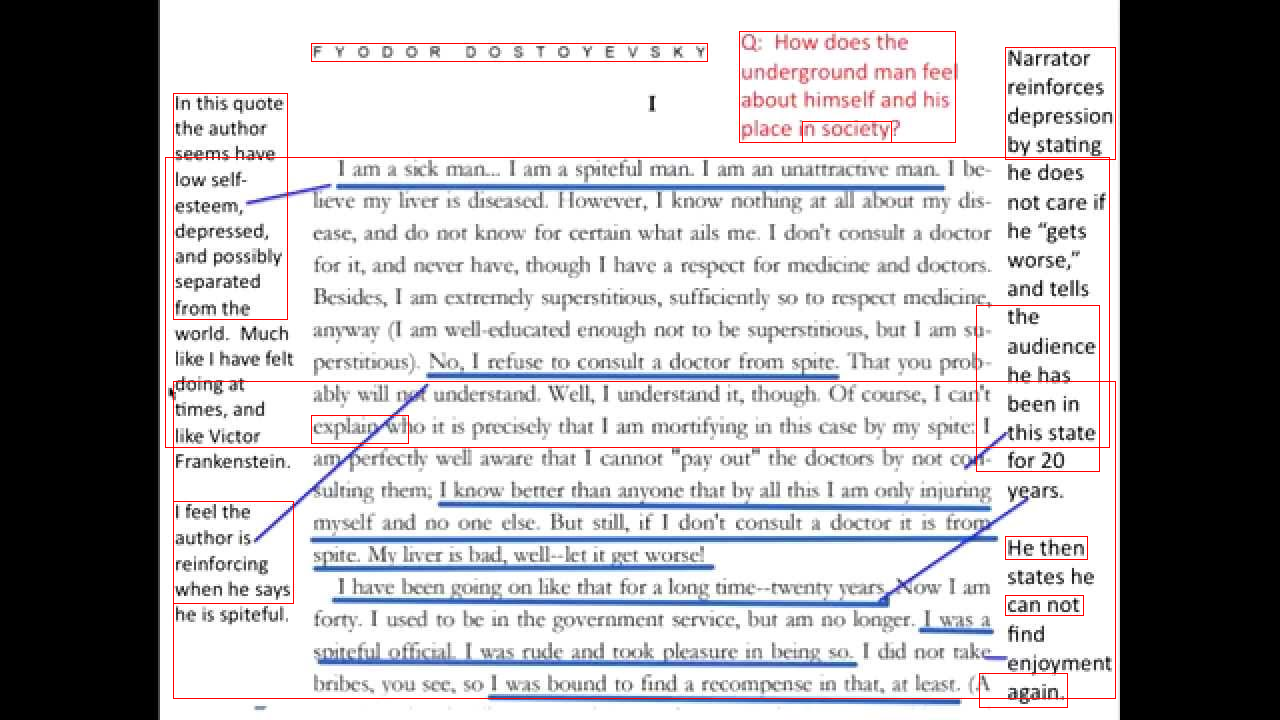 FYODOR DOSTOYEVSKY
Q: How does the
underground man feel
about himself and his
place in society?
I
In this quote
the author
seems have
low self-
esteem,
depressed,
and possibly
separated
from the
world. Much
like I have felt
doing at
times, and
like Victor
Frankenstein.
I feel the
author is
reinforcing
when he says
he is spiteful.
I am a sick man... I am a spiteful man. I am an unattractive man. I be-
lieve my liver is diseased. However, I know nothing at all about my dis-
ease, and do not know for certain what ails me. I don't consult a doctor
for it, and never have, though I have a respect for medicine and doctors.
Besides, I am extremely superstitious, sufficiently so to respect medicine,
anyway (I am well-educated enough not to be superstitious, but I am su-
perstitious). No, I refuse to consult a doctor from spite. That you prob-
ably will not understand. Well, I understand it, though. Of course, I can't
explain who it is precisely that I am mortifying in this case by my spite: I
am perfectly well aware that I cannot "pay out" the doctors by not con-
sulting them; I know better than anyone that by all this I am only injuring
myself and no one else. But still, if I don't consult a doctor it is from
spite. My liver is bad, well--let it get worse!
I have been going on like that for a long time--twenty years. Now I am
forty. I used to be in the government service, but am no longer. I was a
spiteful official. I was rude and took pleasure in being so. I did not take
bribes, you see, so I was bound to find a recompense in that, at least. (A
Narrator
reinforces
depression
by stating
he does
not care if
he “gets
worse,”
and tells
the
audience
he has
been in
this state
for 20
years.
He then
states he
can not
find
enjoyment
again.